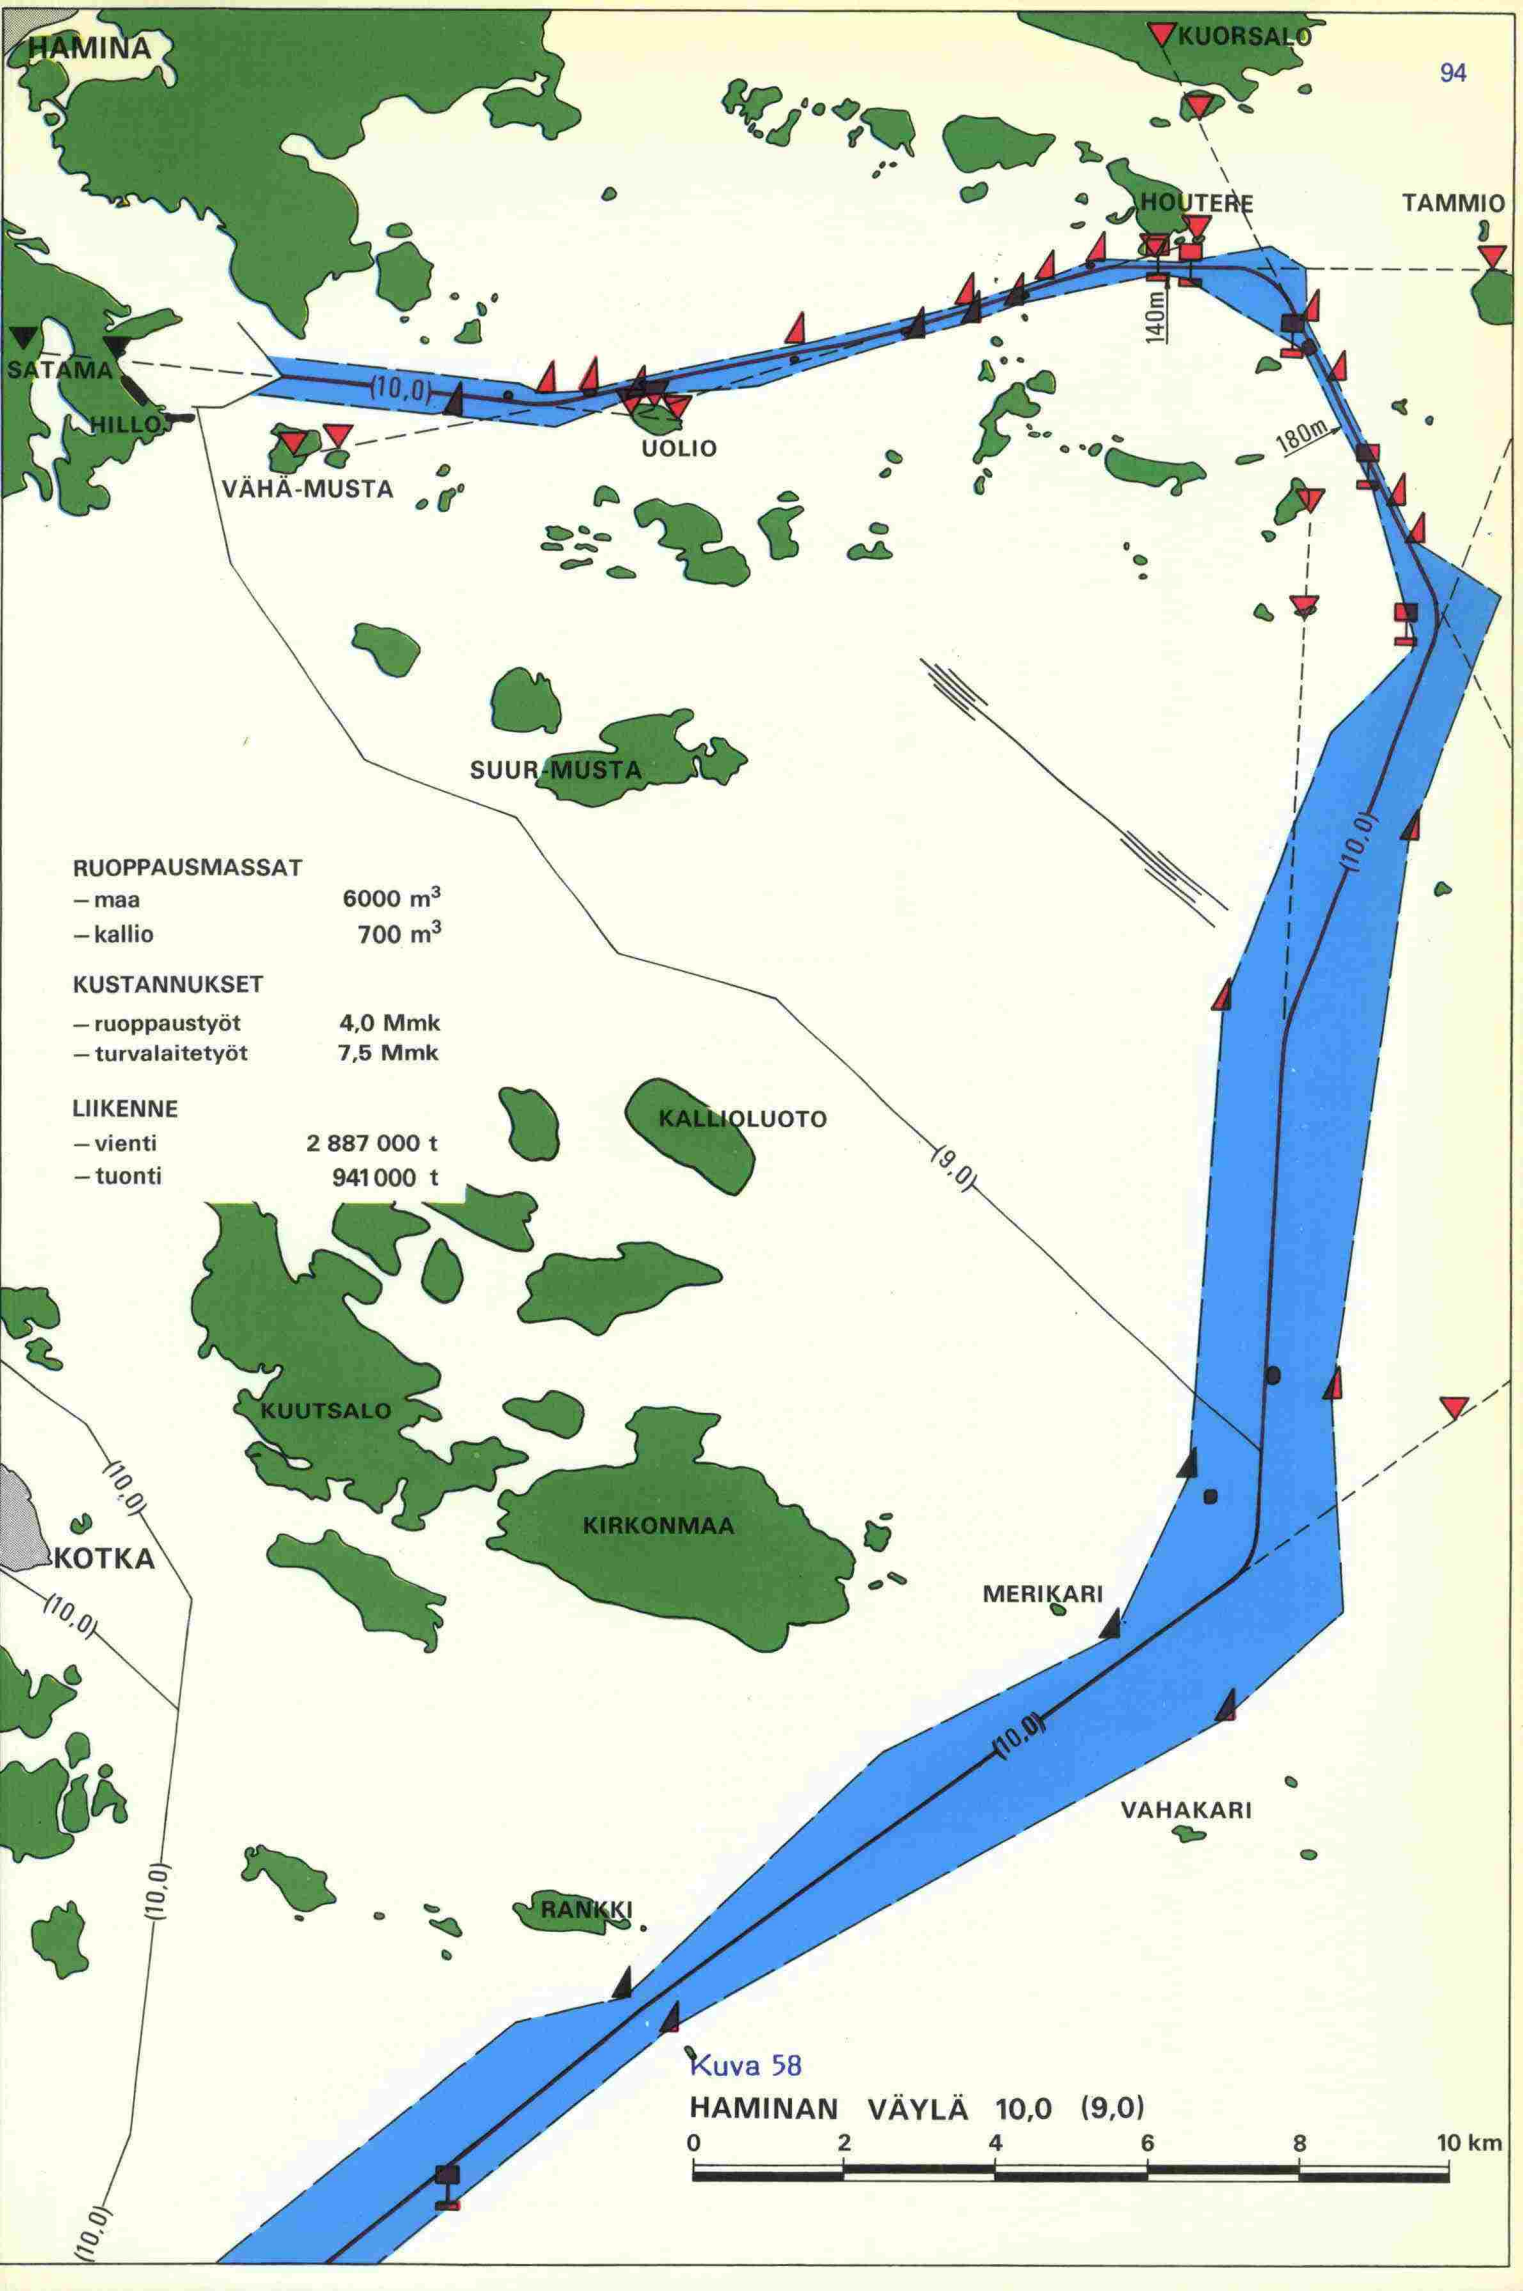 HAMINA
KUORSALO
94
HOUTERE
TAMMIO
140m
SATAMA
(10,0)
HILLO
UOLIO
180m
VÄHÄ-MUSTA
SUUR-MUSTA
(10,0)
RUOPPAUSMASSAT
– maa 6000 m³
– kallio 700 m³
KUSTANNUKSET
– ruoppaustyöt 4,0 Mmk
– turvalaitetyöt 7,5 Mmk
LIIKENNE
– vienti 2 887 000 t
– tuonti 941 000 t
KALLIOLUOTO
(9,0)
KUUTSALO
(10,0)
KIRKONMAA
KOTKA
(10,0)
MERIKARI
(10,0)
VAHAKARI
(10,0)
RANKKI
Kuva 58
HAMINAN VÄYLÄ 10,0 (9,0)
0 2 4 6 8 10 km
(10,0)